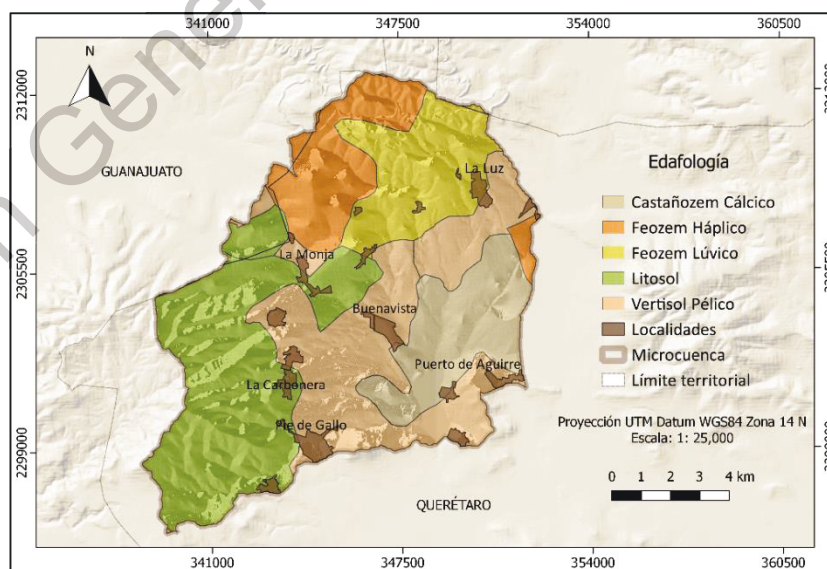 341000 347500 354000 360500
N
2312000
GUANAJUATO
Edafología
La Luz
Castañozem Cálcico
Feozem Háplico
Feozem Lúvico
La Monja
2305500
Litosol
Vertisol Pélico
Buenavista
Localidades
Microcuenca
Puerto de Aguirre
Límite territorial
La Carbonera
Pie de Gallo
Proyección UTM Datum WGS84 Zona 14 N
Escala: 1: 25,000
2299000
0 1 2 3 4 km
QUERÉTARO
341000 347500 354000 360500